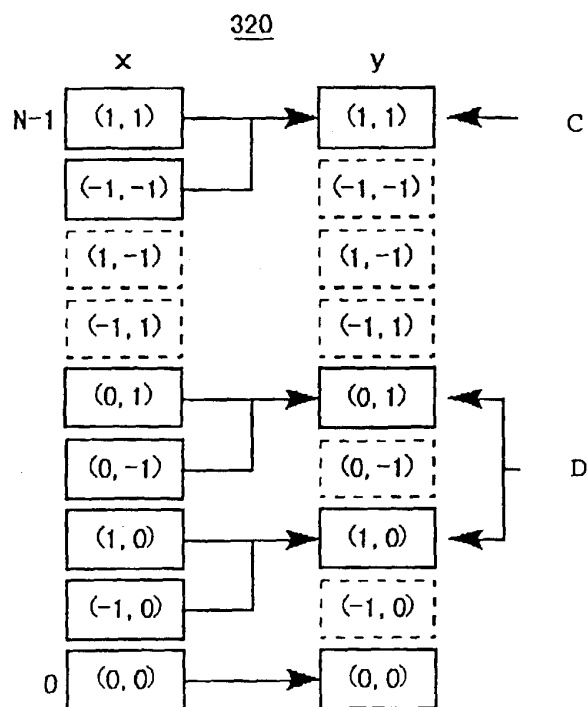 320
x y
N-1 (1, 1) (1, 1) C
(-1, -1) (-1, -1)
(1, -1) (1, -1)
(-1, 1) (-1, 1)
(0, 1) (0, 1)
(0, -1) (0, -1) D
(1, 0) (1, 0)
(-1, 0) (-1, 0)
0 (0, 0) (0, 0)